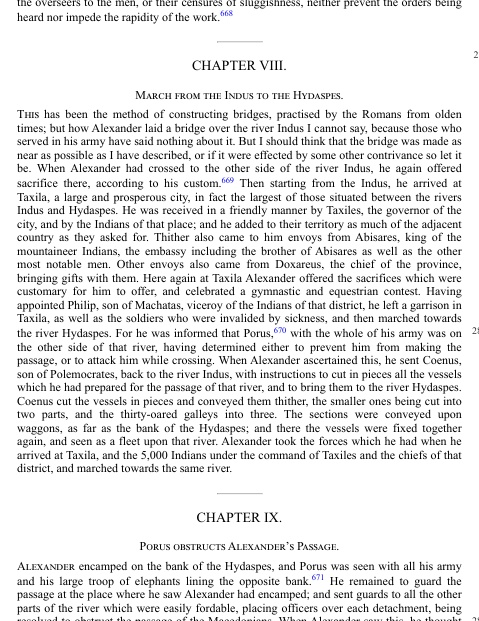 the overseers to the men, or their censures of sluggishness, neither prevent the orders being
heard nor impede the rapidity of the work.668
CHAPTER VIII.
2
March from the Indus to the Hydaspes.
This has been the method of constructing bridges, practised by the Romans from olden
times; but how Alexander laid a bridge over the river Indus I cannot say, because those who
served in his army have said nothing about it. But I should think that the bridge was made as
near as possible as I have described, or if it were effected by some other contrivance so let it
be. When Alexander had crossed to the other side of the river Indus, he again offered
sacrifice there, according to his custom.669 Then starting from the Indus, he arrived at
Taxila, a large and prosperous city, in fact the largest of those situated between the rivers
Indus and Hydaspes. He was received in a friendly manner by Taxiles, the governor of the
city, and by the Indians of that place; and he added to their territory as much of the adjacent
country as they asked for. Thither also came to him envoys from Abisares, king of the
mountaineer Indians, the embassy including the brother of Abisares as well as the other
most notable men. Other envoys also came from Doxareus, the chief of the province,
bringing gifts with them. Here again at Taxila Alexander offered the sacrifices which were
customary for him to offer, and celebrated a gymnastic and equestrian contest. Having
appointed Philip, son of Machatas, viceroy of the Indians of that district, he left a garrison in
Taxila, as well as the soldiers who were invalided by sickness, and then marched towards
the river Hydaspes. For he was informed that Porus,670 with the whole of his army was on
28
the other side of that river, having determined either to prevent him from making the
passage, or to attack him while crossing. When Alexander ascertained this, he sent Coenus,
son of Polemocrates, back to the river Indus, with instructions to cut in pieces all the vessels
which he had prepared for the passage of that river, and to bring them to the river Hydaspes.
Coenus cut the vessels in pieces and conveyed them thither, the smaller ones being cut into
two parts, and the thirty-oared galleys into three. The sections were conveyed upon
waggons, as far as the bank of the Hydaspes; and there the vessels were fixed together
again, and seen as a fleet upon that river. Alexander took the forces which he had when he
arrived at Taxila, and the 5,000 Indians under the command of Taxiles and the chiefs of that
district, and marched towards the same river.
CHAPTER IX.
Porus obstructs Alexander's Passage.
Alexander encamped on the bank of the Hydaspes, and Porus was seen with all his army
and his large troop of elephants lining the opposite bank.671 He remained to guard the
passage at the place where he saw Alexander had encamped; and sent guards to all the other
parts of the river which were easily fordable, placing officers over each detachment, being
resolved to obstruct the passage of the Macedonians. When Alexander saw this, he thought